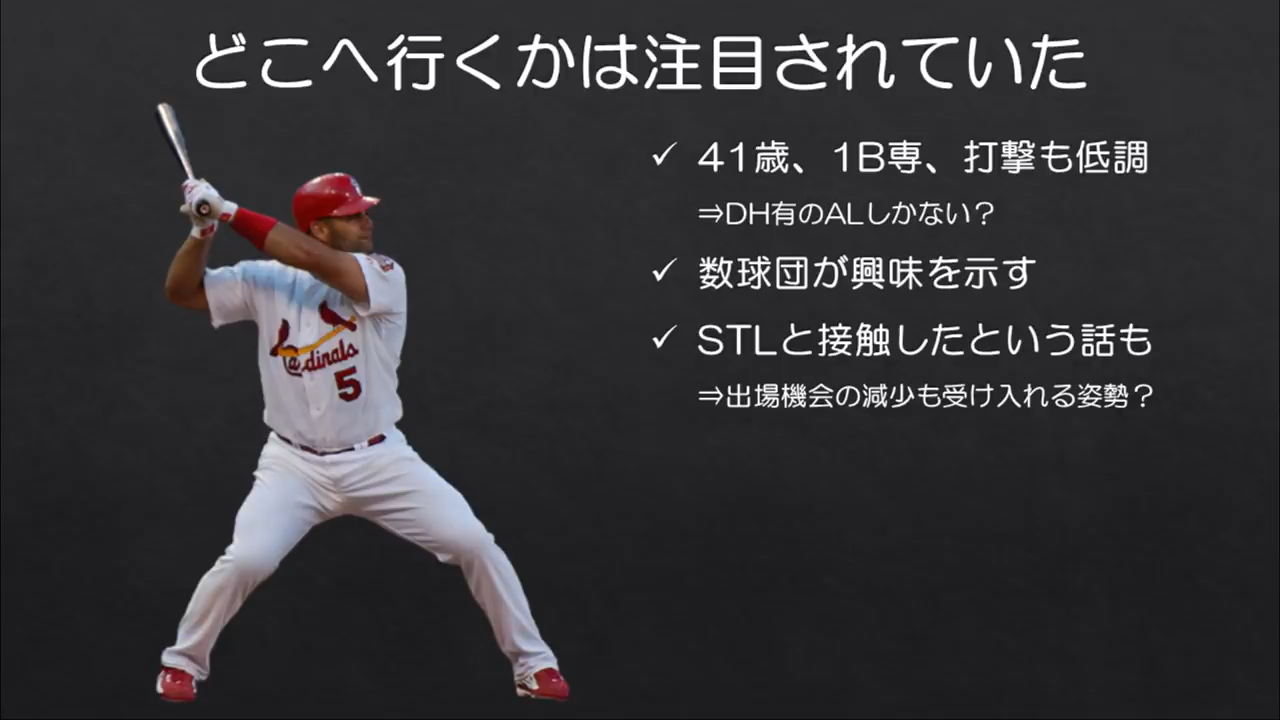 どこへ行くかは注目されていた
✓ 41歳、1B専、打撃も低調
⇒DH有のALしかない？
✓ 数球団が興味を示す
✓ STLと接触したという話も
⇒出場機会の減少も受け入れる姿勢？
Cardinals
5